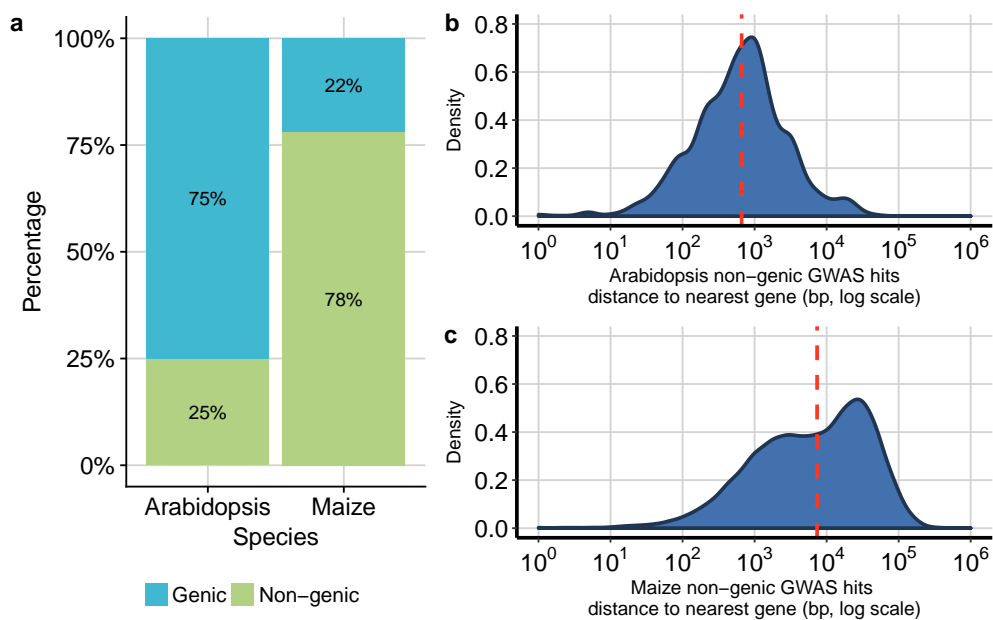 a
100%
75%
50%
25%
0%
Percentage
75%
25%
22%
78%
Arabidopsis Maize
Species
Genic Non−genic
b
0.8
0.6
0.4
0.2
0.0
Density
10^0 10^1 10^2 10^3 10^4 10^5 10^6
Arabidopsis non−genic GWAS hits
distance to nearest gene (bp, log scale)
c
0.8
0.6
0.4
0.2
0.0
Density
10^0 10^1 10^2 10^3 10^4 10^5 10^6
Maize non−genic GWAS hits
distance to nearest gene (bp, log scale)